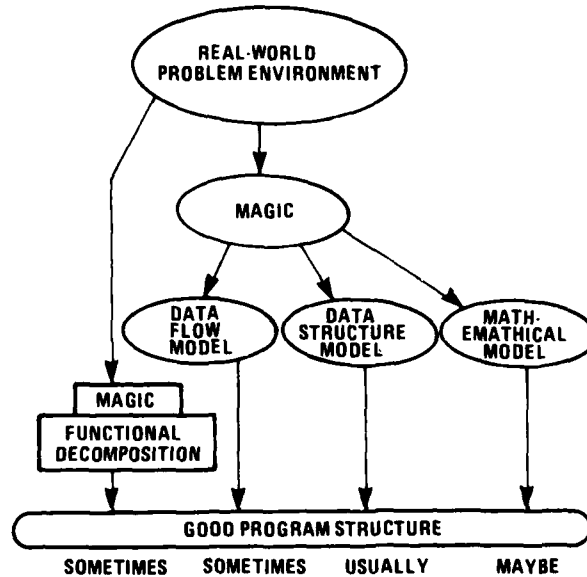 REAL-WORLD
PROBLEM ENVIRONMENT
MAGIC
DATA
FLOW
MODEL
DATA
STRUCTURE
MODEL
MATH-
EMATHICAL
MODEL
MAGIC
FUNCTIONAL
DECOMPOSITION
GOOD PROGRAM STRUCTURE
SOMETIMES SOMETIMES USUALLY MAYBE